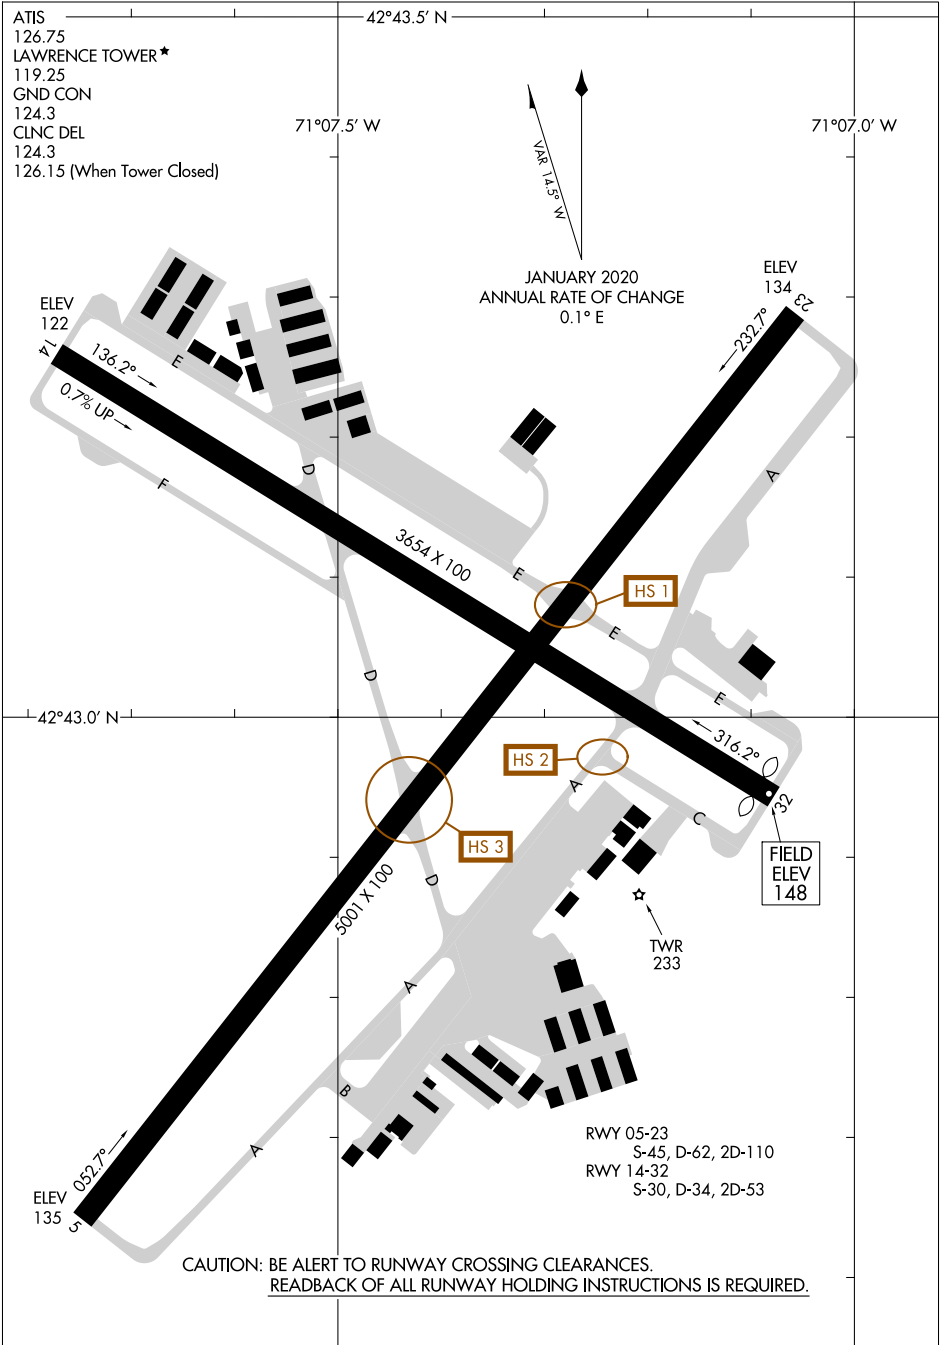 ATIS
126.75
LAWRENCE TOWER★
119.25
GND CON
124.3
CLNC DEL
124.3
126.15 (When Tower Closed)
42°43.5′ N
71°07.5′ W
71°07.0′ W
VAR 14.5° W
JANUARY 2020
ANNUAL RATE OF CHANGE
0.1° E
ELEV
134
23
232.7°
ELEV
122
14
136.2°
0.7% UP
E
F
D
A
3654 X 100
E
HS 1
E
D
E
42°43.0′ N
316.2°
HS 2
A
C
32
HS 3
FIELD
ELEV
148
D
5001 X 100
TWR
233
A
B
A
RWY 05-23
S-45, D-62, 2D-110
RWY 14-32
S-30, D-34, 2D-53
052.7°
ELEV
135
5
CAUTION: BE ALERT TO RUNWAY CROSSING CLEARANCES.
READBACK OF ALL RUNWAY HOLDING INSTRUCTIONS IS REQUIRED.